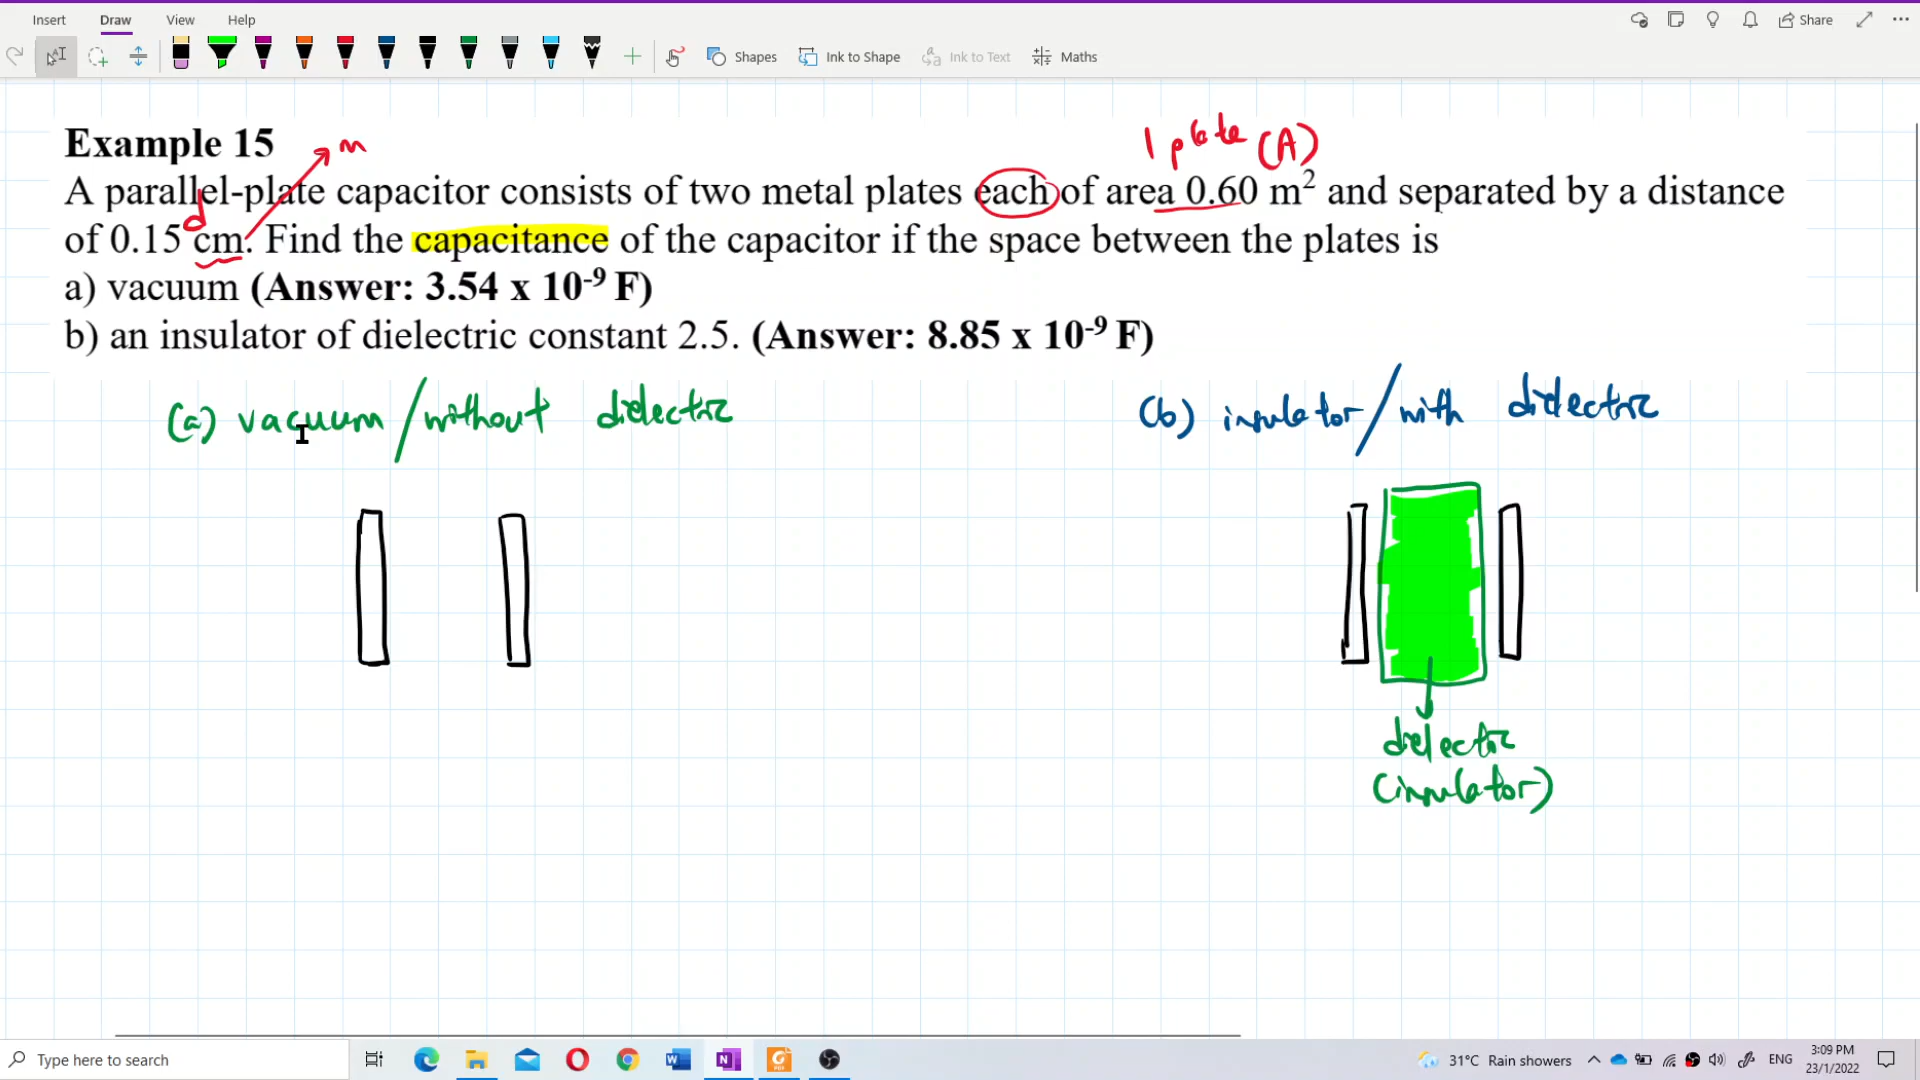 Insert Draw View Help
Share
Shapes Ink to Shape Ink to Text Maths
1 plate (A)
m
Example 15
A parallel-plate capacitor consists of two metal plates each of area 0.60 m² and separated by a distance
d
of 0.15 cm. Find the capacitance of the capacitor if the space between the plates is
a) vacuum (Answer: 3.54 x 10⁻⁹ F)
b) an insulator of dielectric constant 2.5. (Answer: 8.85 x 10⁻⁹ F)
(a) vacuum / without dielectric
(b) insulator / with dielectric
dielectric
(insulator)
Type here to search
31°C Rain showers
ENG
3:09 PM
23/1/2022